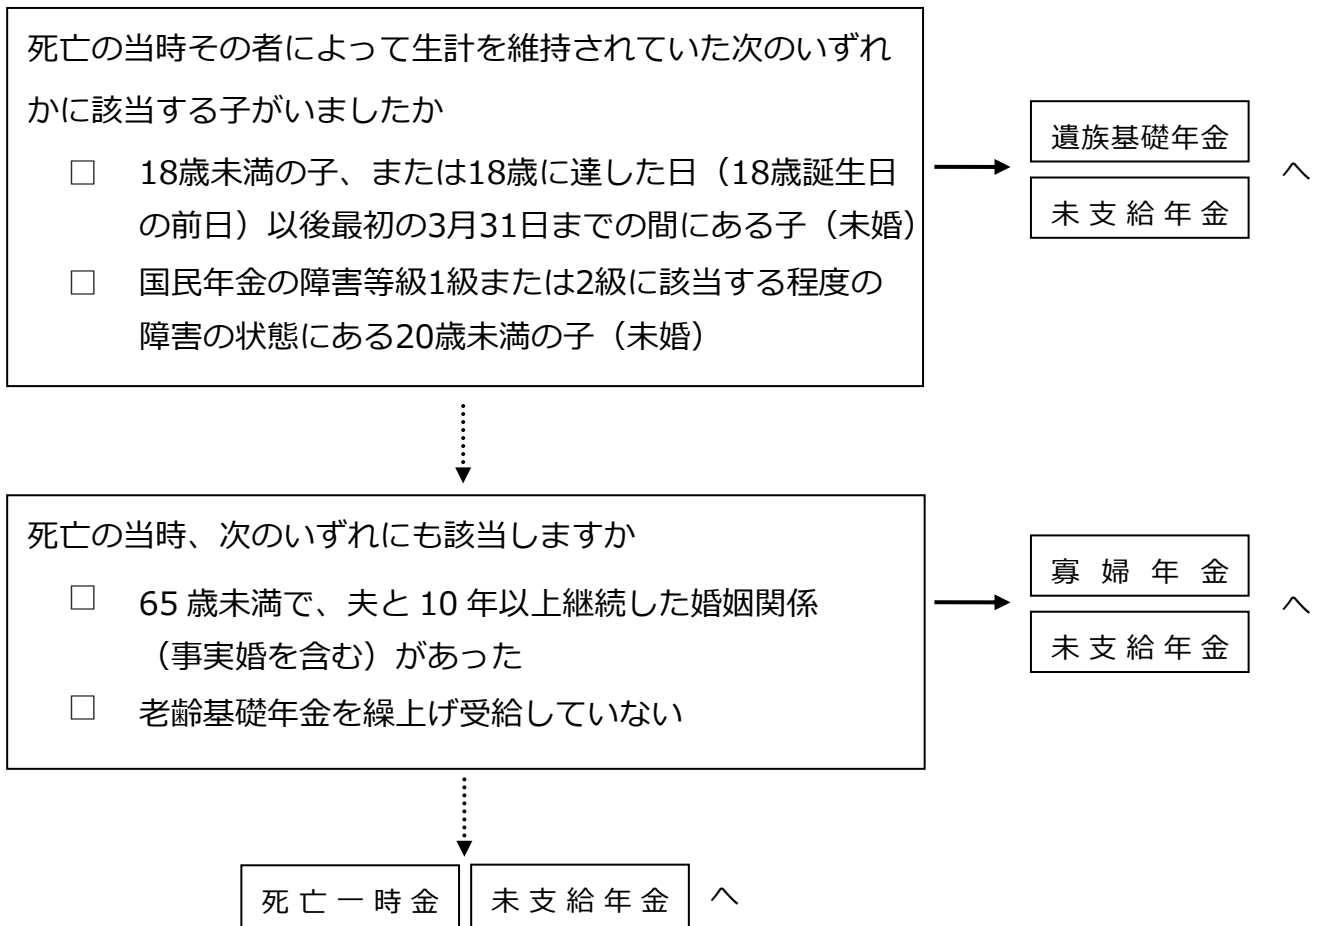 死亡の当時その者によって生計を維持されていた次のいずれ
かに該当する子がいましたか
□ 18歳未満の子、または18歳に達した日（18歳誕生日
の前日）以後最初の3月31日までの間にある子（未婚）
□ 国民年金の障害等級1級または2級に該当する程度の
障害の状態にある20歳未満の子（未婚）
遺族基礎年金
未支給年金
へ
死亡の当時、次のいずれにも該当しますか
□ 65歳未満で、夫と10年以上継続した婚姻関係
（事実婚を含む）があった
□ 老齢基礎年金を繰上げ受給していない
寡婦年金
未支給年金
へ
死亡一時金 未支給年金 へ